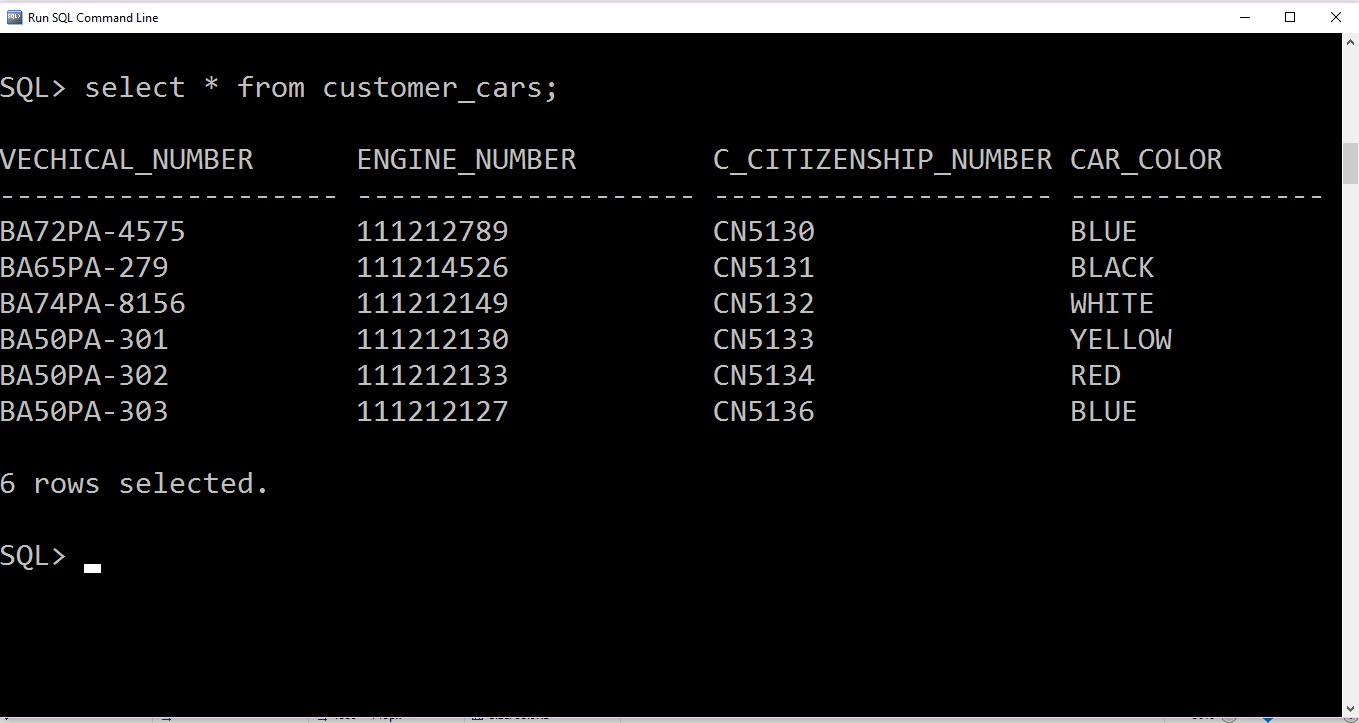 Run SQL Command Line
SQL> select * from customer_cars;
VECHICAL_NUMBER ENGINE_NUMBER C_CITIZENSHIP_NUMBER CAR_COLOR
-------------------- -------------------- -------------------- ---------------
BA72PA-4575 111212789 CN5130 BLUE
BA65PA-279 111214526 CN5131 BLACK
BA74PA-8156 111212149 CN5132 WHITE
BA50PA-301 111212130 CN5133 YELLOW
BA50PA-302 111212133 CN5134 RED
BA50PA-303 111212127 CN5136 BLUE
6 rows selected.
SQL>